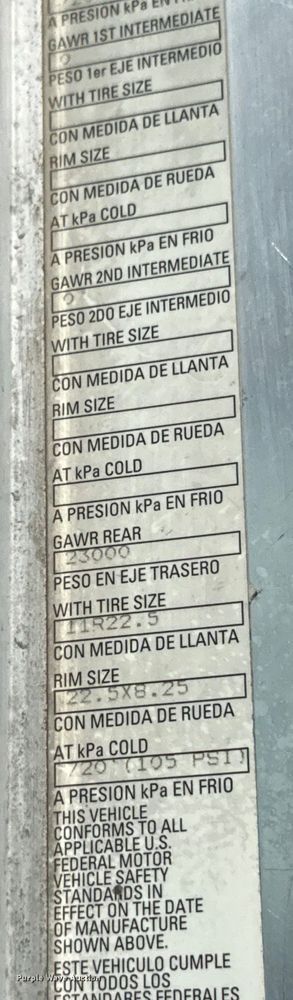 A PRESION kPa EN FRIO
GAWR 1ST INTERMEDIATE
0
PESO 1er EJE INTERMEDIO
WITH TIRE SIZE
CON MEDIDA DE LLANTA
RIM SIZE
CON MEDIDA DE RUEDA
AT kPa COLD
A PRESION kPa EN FRIO
GAWR 2ND INTERMEDIATE
0
PESO 2DO EJE INTERMEDIO
WITH TIRE SIZE
CON MEDIDA DE LLANTA
RIM SIZE
CON MEDIDA DE RUEDA
AT kPa COLD
A PRESION kPa EN FRIO
GAWR REAR
23000
PESO EN EJE TRASERO
WITH TIRE SIZE
11R22.5
CON MEDIDA DE LLANTA
RIM SIZE
22.5X8.25
CON MEDIDA DE RUEDA
AT kPa COLD
720 (105 PSI)
A PRESION kPa EN FRIO
THIS VEHICLE
CONFORMS TO ALL
APPLICABLE U.S.
FEDERAL MOTOR
VEHICLE SAFETY
STANDARDS IN
EFFECT ON THE DATE
OF MANUFACTURE
SHOWN ABOVE.
ESTE VEHICULO CUMPLE
CON TODOS LOS
ESTANDARES FEDERALES
Purple Wave Auction